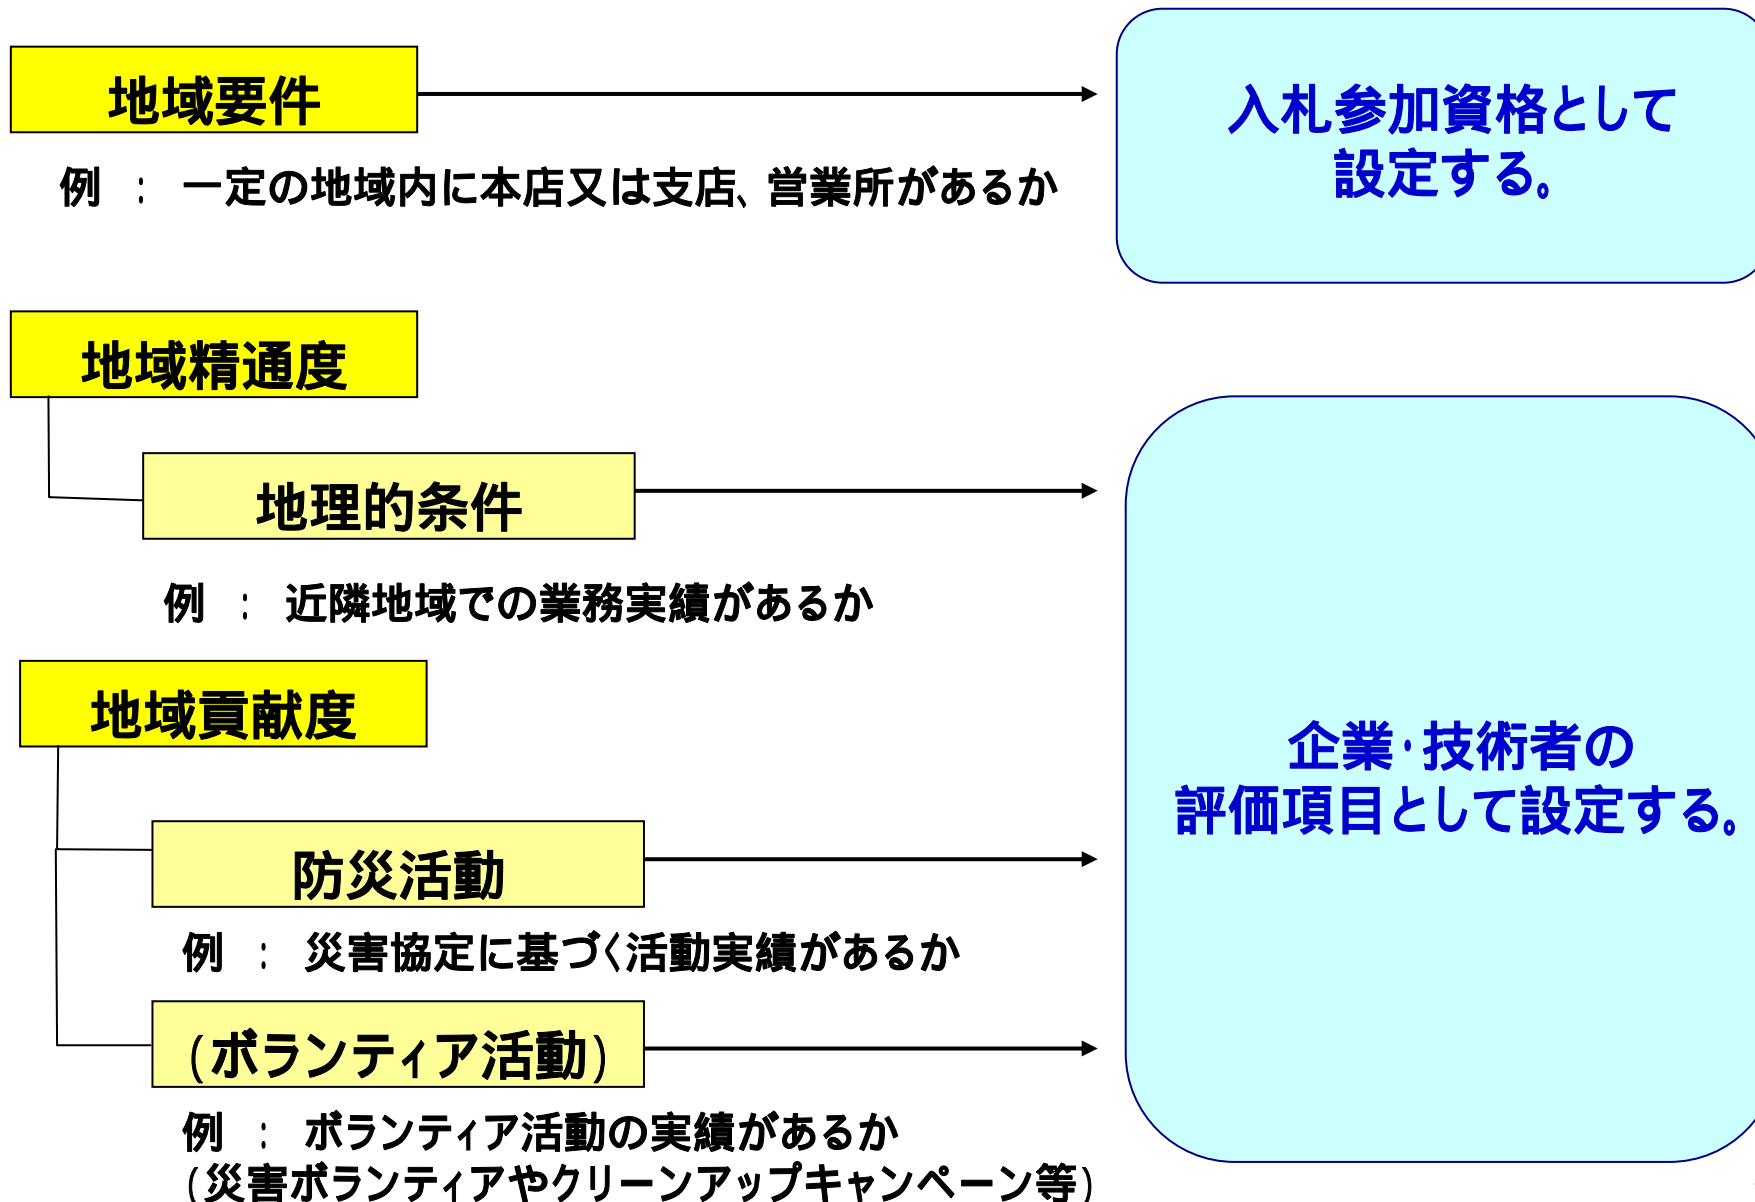 地域要件
入札参加資格として
設定する。
例 : 一定の地域内に本店又は支店、営業所があるか
地域精通度
地理的条件
例 : 近隣地域での業務実績があるか
地域貢献度
企業・技術者の
評価項目として設定する。
防災活動
例 : 災害協定に基づく活動実績があるか
(ボランティア活動)
例 : ボランティア活動の実績があるか
(災害ボランティアやクリーンアップキャンペーン等)